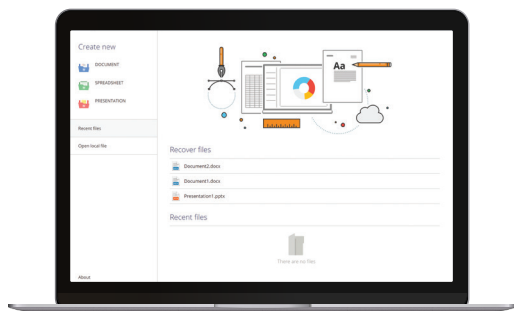 Create new
DOCUMENT
SPREADSHEET
PRESENTATION
Recent files
Open local file
About
Aa
Recover files
Document2.docx
Document1.docx
Presentation1.pptx
Recent files
There are no files